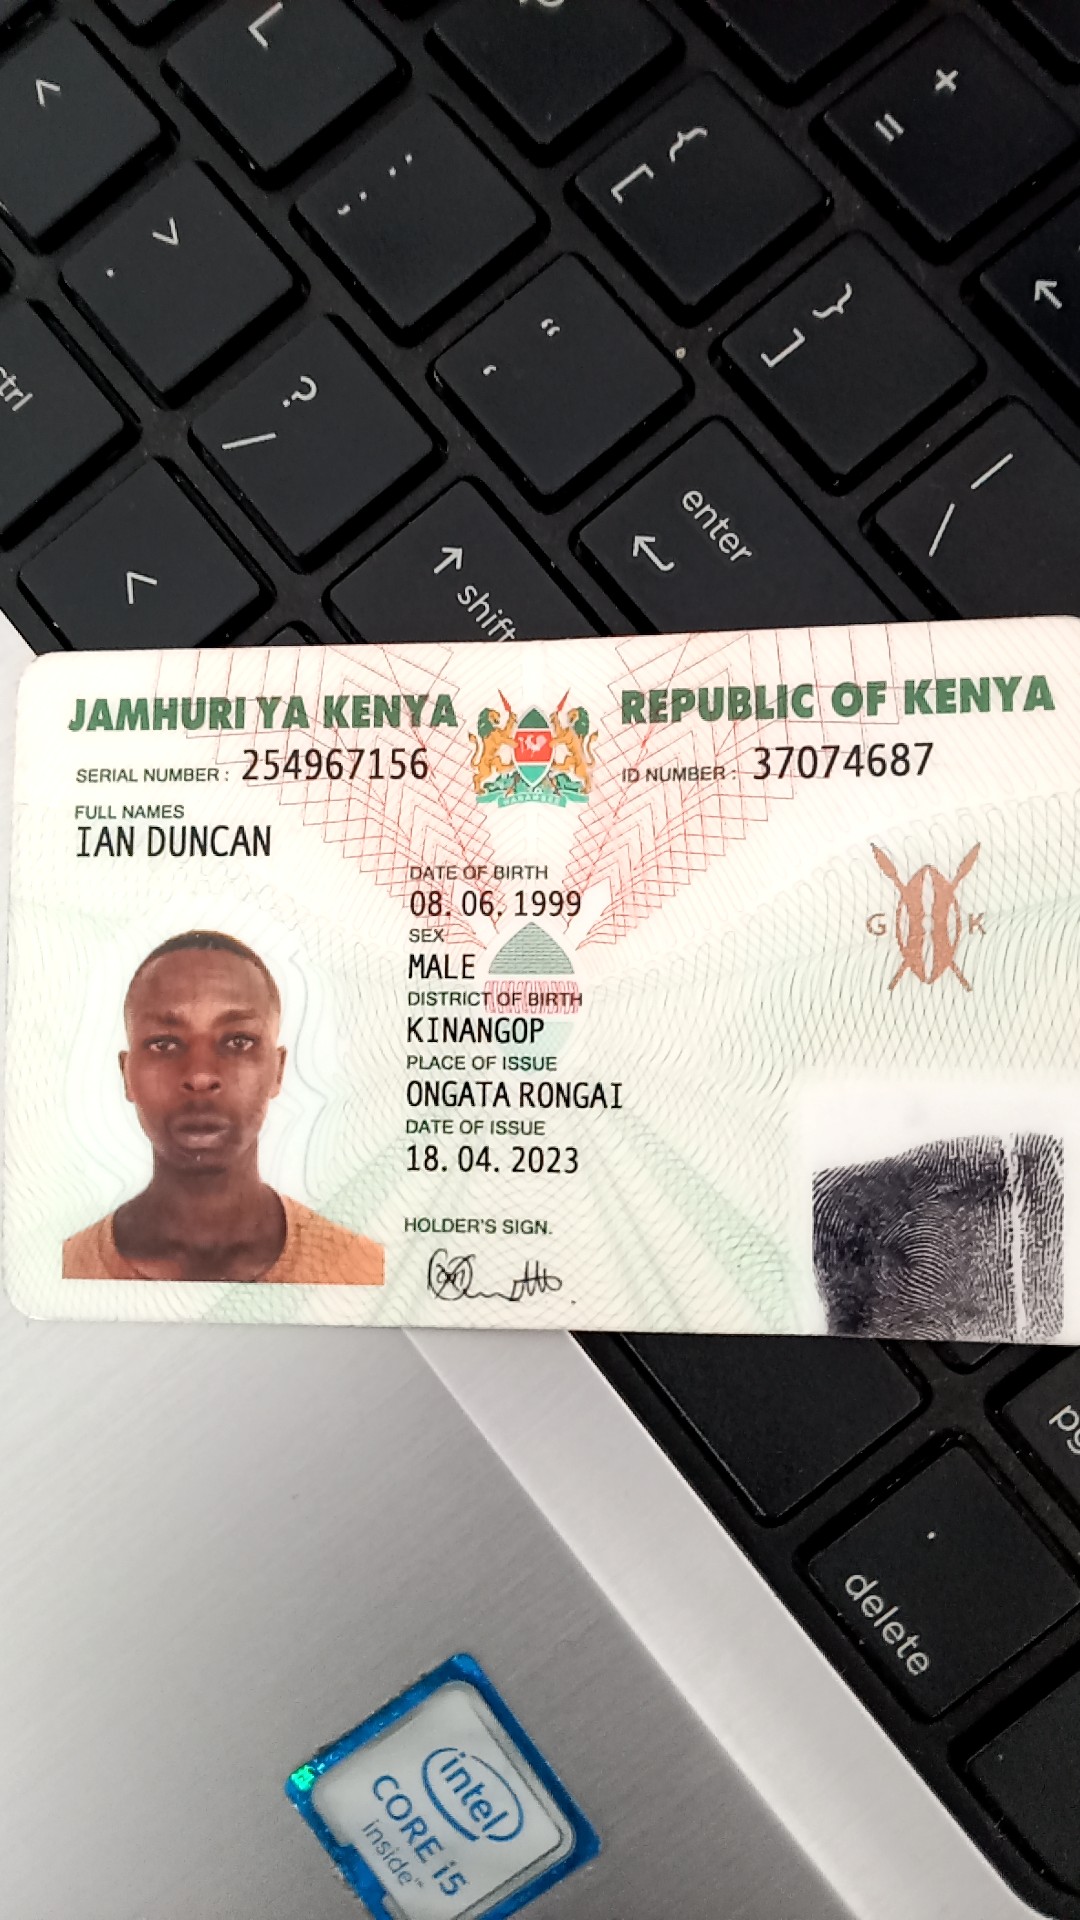 L
<
P
+
=
:
;
{
[
>
.
}
]
"
'
?
/
ctrl
|
\
enter
shift
<
JAMHURI YA KENYA
REPUBLIC OF KENYA
SERIAL NUMBER : 254967156
ID NUMBER : 37074687
HARAMBEE
FULL NAMES
IAN DUNCAN
DATE OF BIRTH
08. 06. 1999
SEX
MALE
G K
DISTRICT OF BIRTH
KINANGOP
PLACE OF ISSUE
ONGATA RONGAI
DATE OF ISSUE
18. 04. 2023
HOLDER'S SIGN.
pg
.
delete
intel
CORE i5
inside™